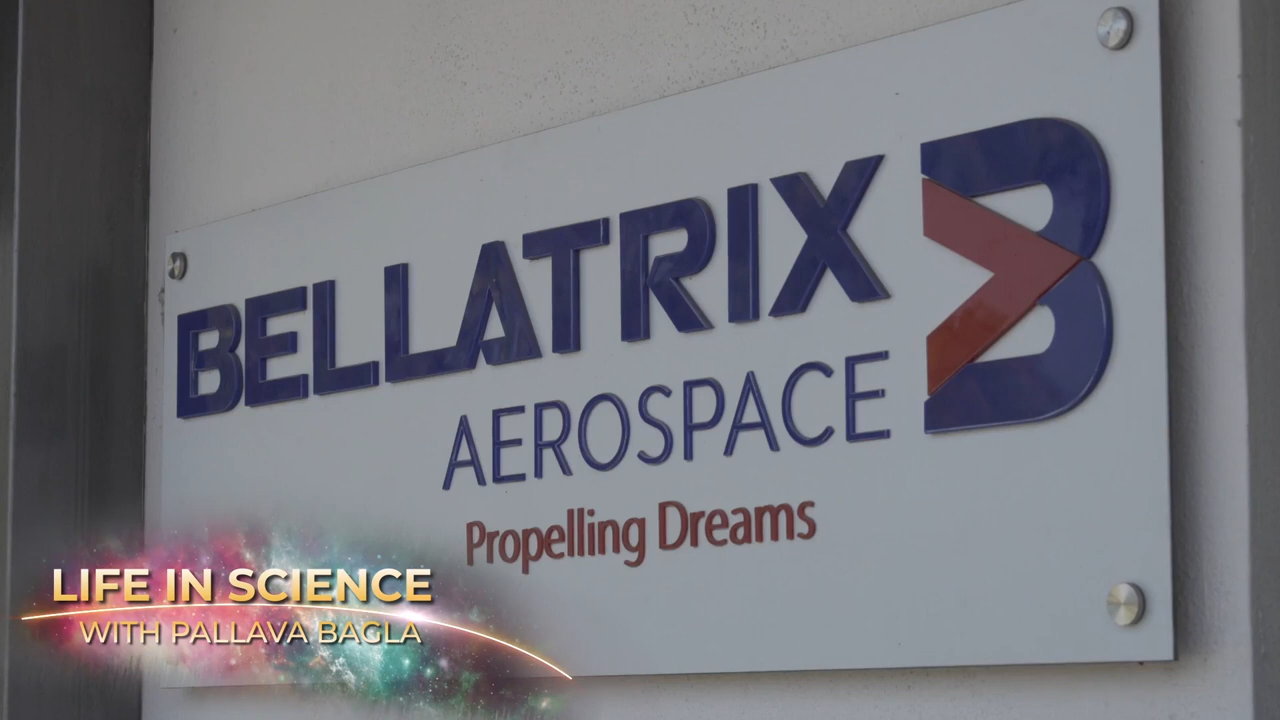 BELLATRIX
AEROSPACE
Propelling Dreams
B
LIFE IN SCIENCE
WITH PALLAVA BAGLA